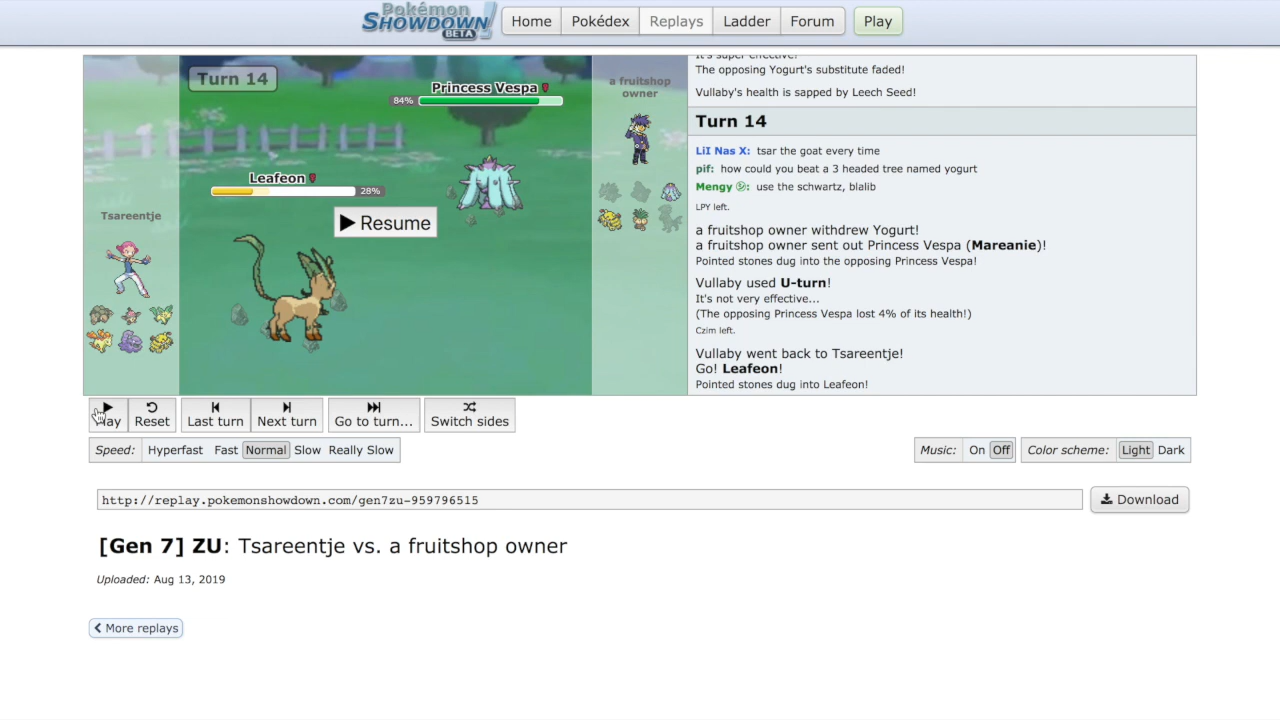 Pokémon
SHOWDOWN!
BETA
Home
Pokédex
Replays
Ladder
Forum
Play
Turn 14
Princess Vespa
84%
Leafeon
28%
Resume
Tsareentje
a fruitshop
owner
It's super effective!
The opposing Yogurt's substitute faded!
Vullaby's health is sapped by Leech Seed!
Turn 14
LiI Nas X: tsar the goat every time
pif: how could you beat a 3 headed tree named yogurt
Mengy: use the schwartz, blalib
LPY left.
a fruitshop owner withdrew Yogurt!
a fruitshop owner sent out Princess Vespa (Mareanie)!
Pointed stones dug into the opposing Princess Vespa!
Vullaby used U-turn!
It's not very effective...
(The opposing Princess Vespa lost 4% of its health!)
Czim left.
Vullaby went back to Tsareentje!
Go! Leafeon!
Pointed stones dug into Leafeon!
Play
Reset
Last turn
Next turn
Go to turn...
Switch sides
Speed: Hyperfast Fast Normal Slow Really Slow
Music: On Off
Color scheme: Light Dark
http://replay.pokemonshowdown.com/gen7zu-959796515
Download
[Gen 7] ZU: Tsareentje vs. a fruitshop owner
Uploaded: Aug 13, 2019
More replays